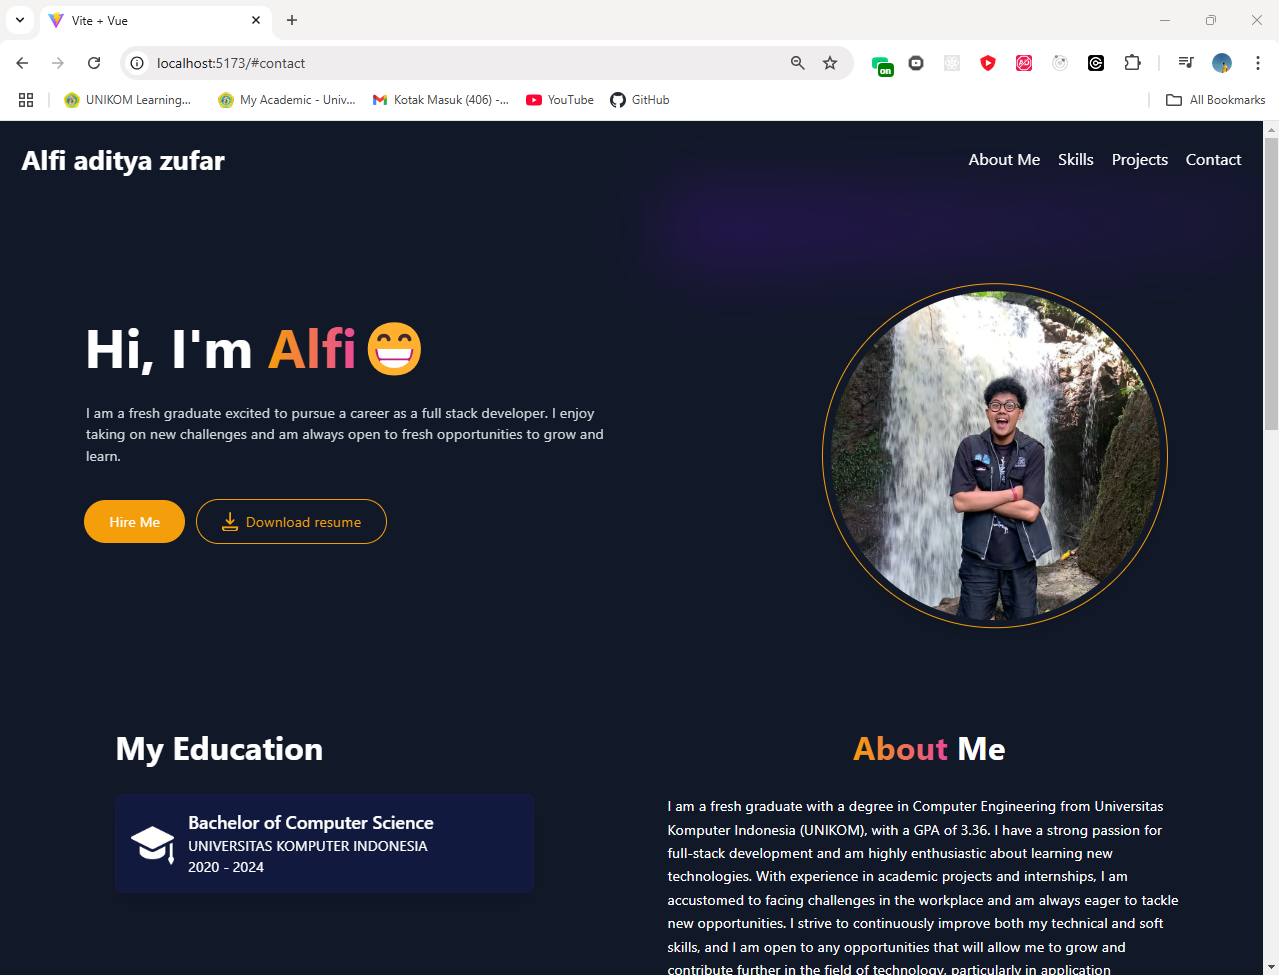 Vite + Vue
localhost:5173/#contact
on
UNIKOM Learning...
My Academic - Univ...
Kotak Masuk (406) -...
YouTube
GitHub
All Bookmarks
Alfi aditya zufar
About Me
Skills
Projects
Contact
Hi, I'm Alfi
I am a fresh graduate excited to pursue a career as a full stack developer. I enjoy
taking on new challenges and am always open to fresh opportunities to grow and
learn.
Hire Me
Download resume
My Education
Bachelor of Computer Science
UNIVERSITAS KOMPUTER INDONESIA
2020 - 2024
About Me
I am a fresh graduate with a degree in Computer Engineering from Universitas
Komputer Indonesia (UNIKOM), with a GPA of 3.36. I have a strong passion for
full-stack development and am highly enthusiastic about learning new
technologies. With experience in academic projects and internships, I am
accustomed to facing challenges in the workplace and am always eager to tackle
new opportunities. I strive to continuously improve both my technical and soft
skills, and I am open to any opportunities that will allow me to grow and
contribute further in the field of technology, particularly in application